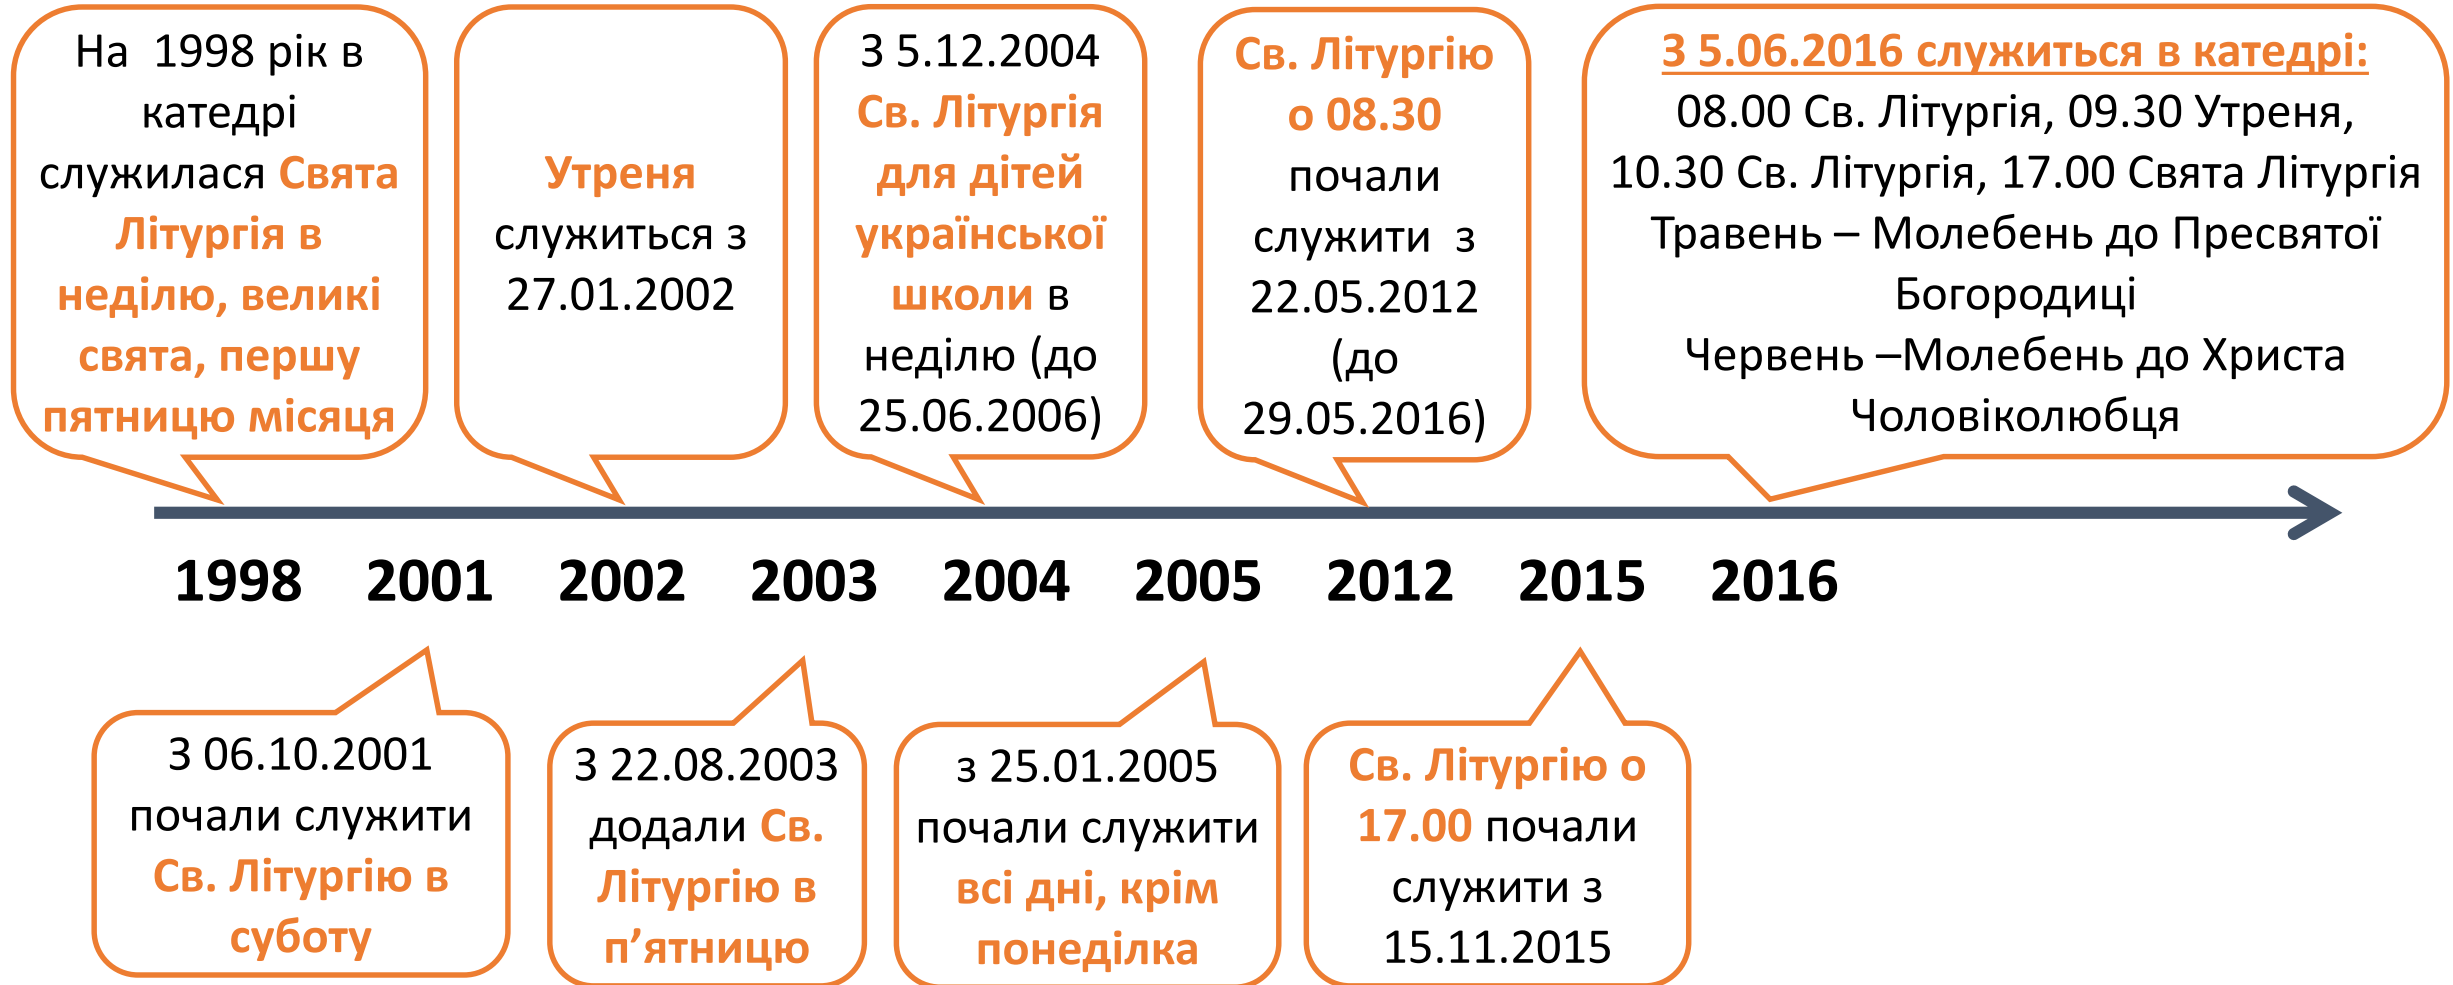 На 1998 рік в
катедрі
служилася Свята
Літургія в
неділю, великі
свята, першу
пятницю місяця
Утреня
служиться з
27.01.2002
З 5.12.2004
Св. Літургія
для дітей
української
школи в
неділю (до
25.06.2006)
Св. Літургію
о 08.30
почали
служити з
22.05.2012
(до
29.05.2016)
З 5.06.2016 служиться в катедрі:
08.00 Св. Літургія, 09.30 Утреня,
10.30 Св. Літургія, 17.00 Свята Літургія
Травень – Молебень до Пресвятої
Богородиці
Червень –Молебень до Христа
Чоловіколюбця
1998 2001 2002 2003 2004 2005 2012 2015 2016
З 06.10.2001
почали служити
Св. Літургію в
суботу
З 22.08.2003
додали Св.
Літургію в
п’ятницю
з 25.01.2005
почали служити
всі дні, крім
понеділка
Св. Літургію о
17.00 почали
служити з
15.11.2015